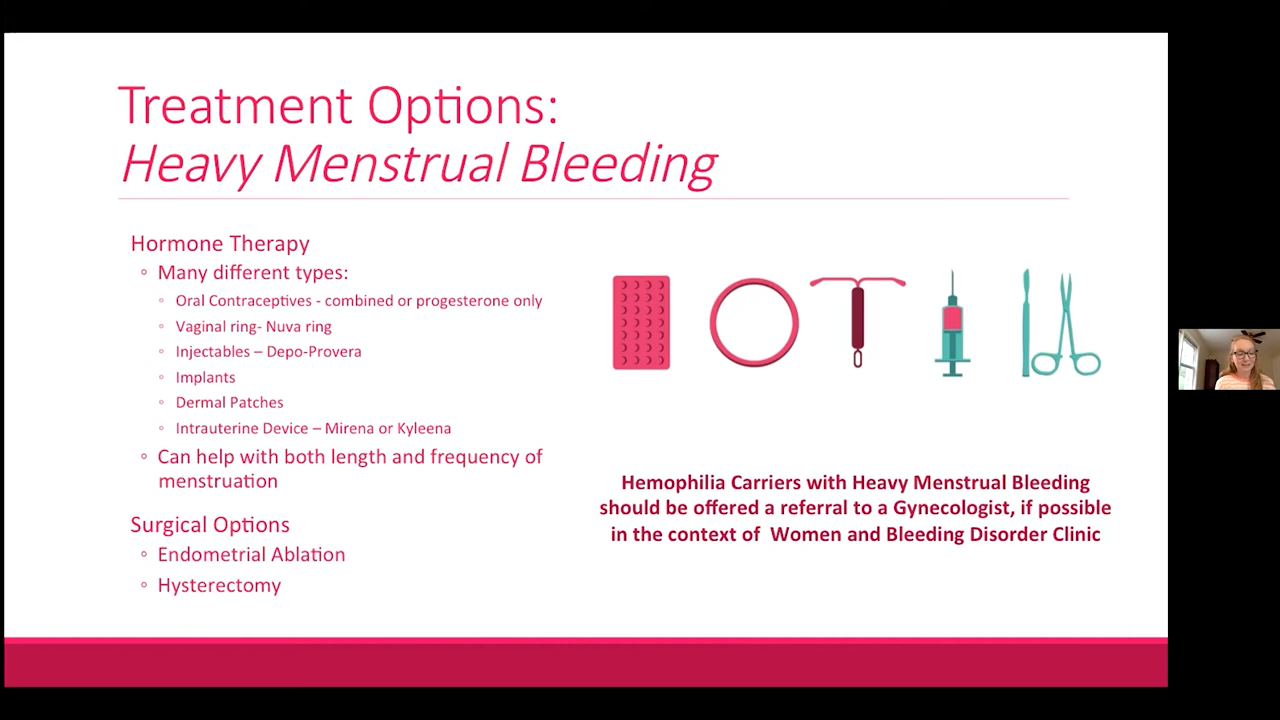 Treatment Options:
Heavy Menstrual Bleeding
Hormone Therapy
◦ Many different types:
◦ Oral Contraceptives - combined or progesterone only
◦ Vaginal ring- Nuva ring
◦ Injectables – Depo-Provera
◦ Implants
◦ Dermal Patches
◦ Intrauterine Device – Mirena or Kyleena
◦ Can help with both length and frequency of
menstruation
Surgical Options
◦ Endometrial Ablation
◦ Hysterectomy
Hemophilia Carriers with Heavy Menstrual Bleeding
should be offered a referral to a Gynecologist, if possible
in the context of  Women and Bleeding Disorder Clinic